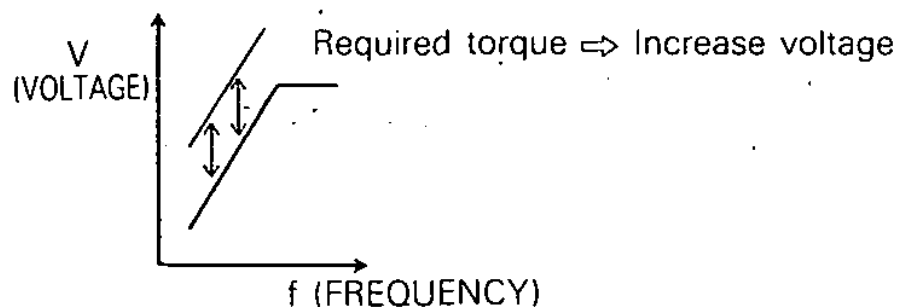 V
(VOLTAGE)
Required torque ⇨ Increase voltage
f (FREQUENCY)